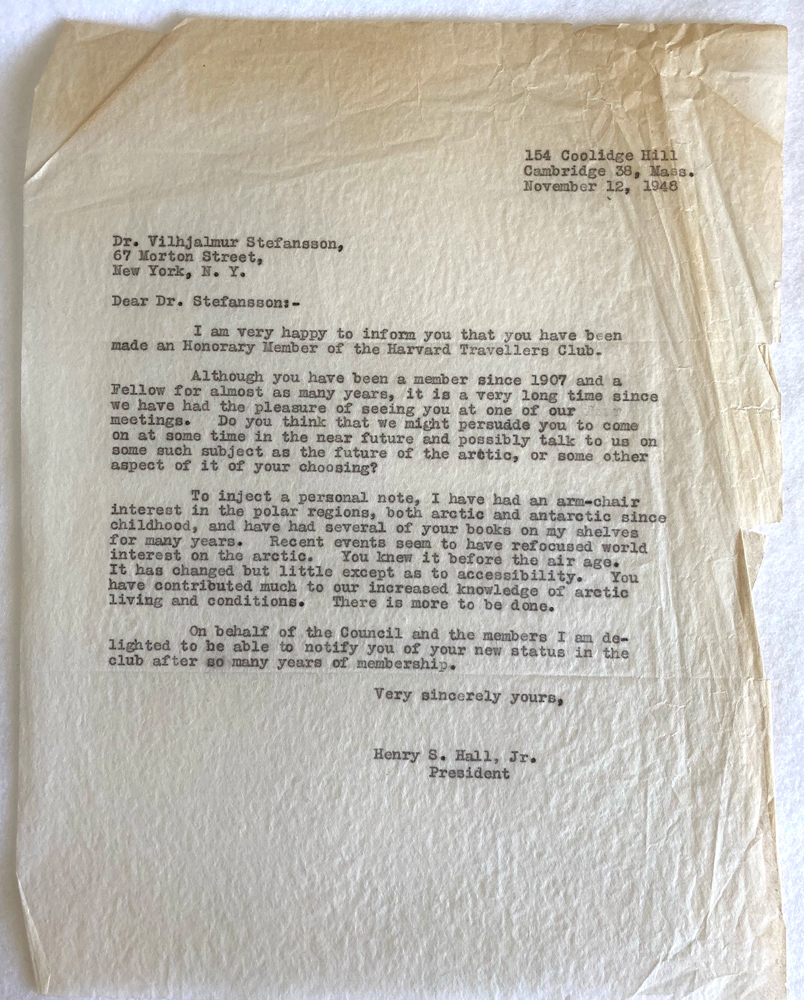 154 Coolidge Hill
Cambridge 38, Mass.
November 12, 1948
Dr. Vilhjalmur Stefansson,
67 Morton Street,
New York, N. Y.
Dear Dr. Stefansson:-
I am very happy to inform you that you have been
made an Honorary Member of the Harvard Travellers Club.
Although you have been a member since 1907 and a
Fellow for almost as many years, it is a very long time since
we have had the pleasure of seeing you at one of our
meetings. Do you think that we might persudde you to come
on at some time in the near future and possibly talk to us on
some such subject as the future of the arctic, or some other
aspect of it of your choosing?
To inject a personal note, I have had an arm-chair
interest in the polar regions, both arctic and antarctic since
childhood, and have had several of your books on my shelves
for many years. Recent events seem to have refocused world
interest on the arctic. You knew it before the air age.
It has changed but little except as to accessibility. You
have contributed much to our increased knowledge of arctic
living and conditions. There is more to be done.
On behalf of the Council and the members I am de-
lighted to be able to notify you of your new status in the
club after so many years of membership.
Very sincerely yours,
Henry S. Hall, Jr.
President